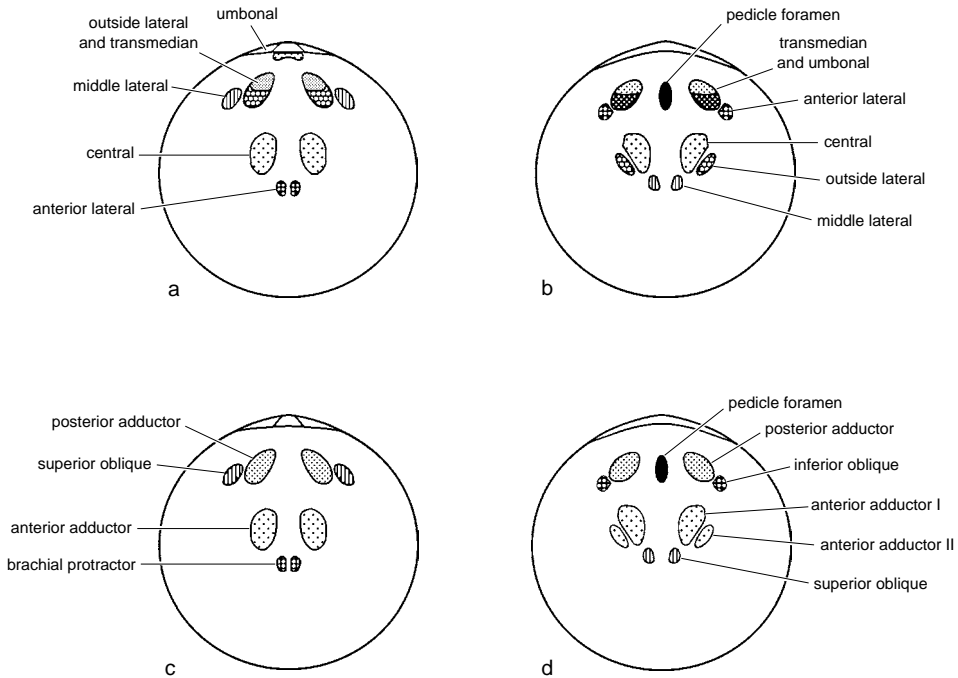 umbonal
outside lateral
and transmedian
middle lateral
central
anterior lateral
a
pedicle foramen
transmedian
and umbonal
anterior lateral
central
outside lateral
middle lateral
b
posterior adductor
superior oblique
anterior adductor
brachial protractor
c
pedicle foramen
posterior adductor
inferior oblique
anterior adductor I
anterior adductor II
superior oblique
d